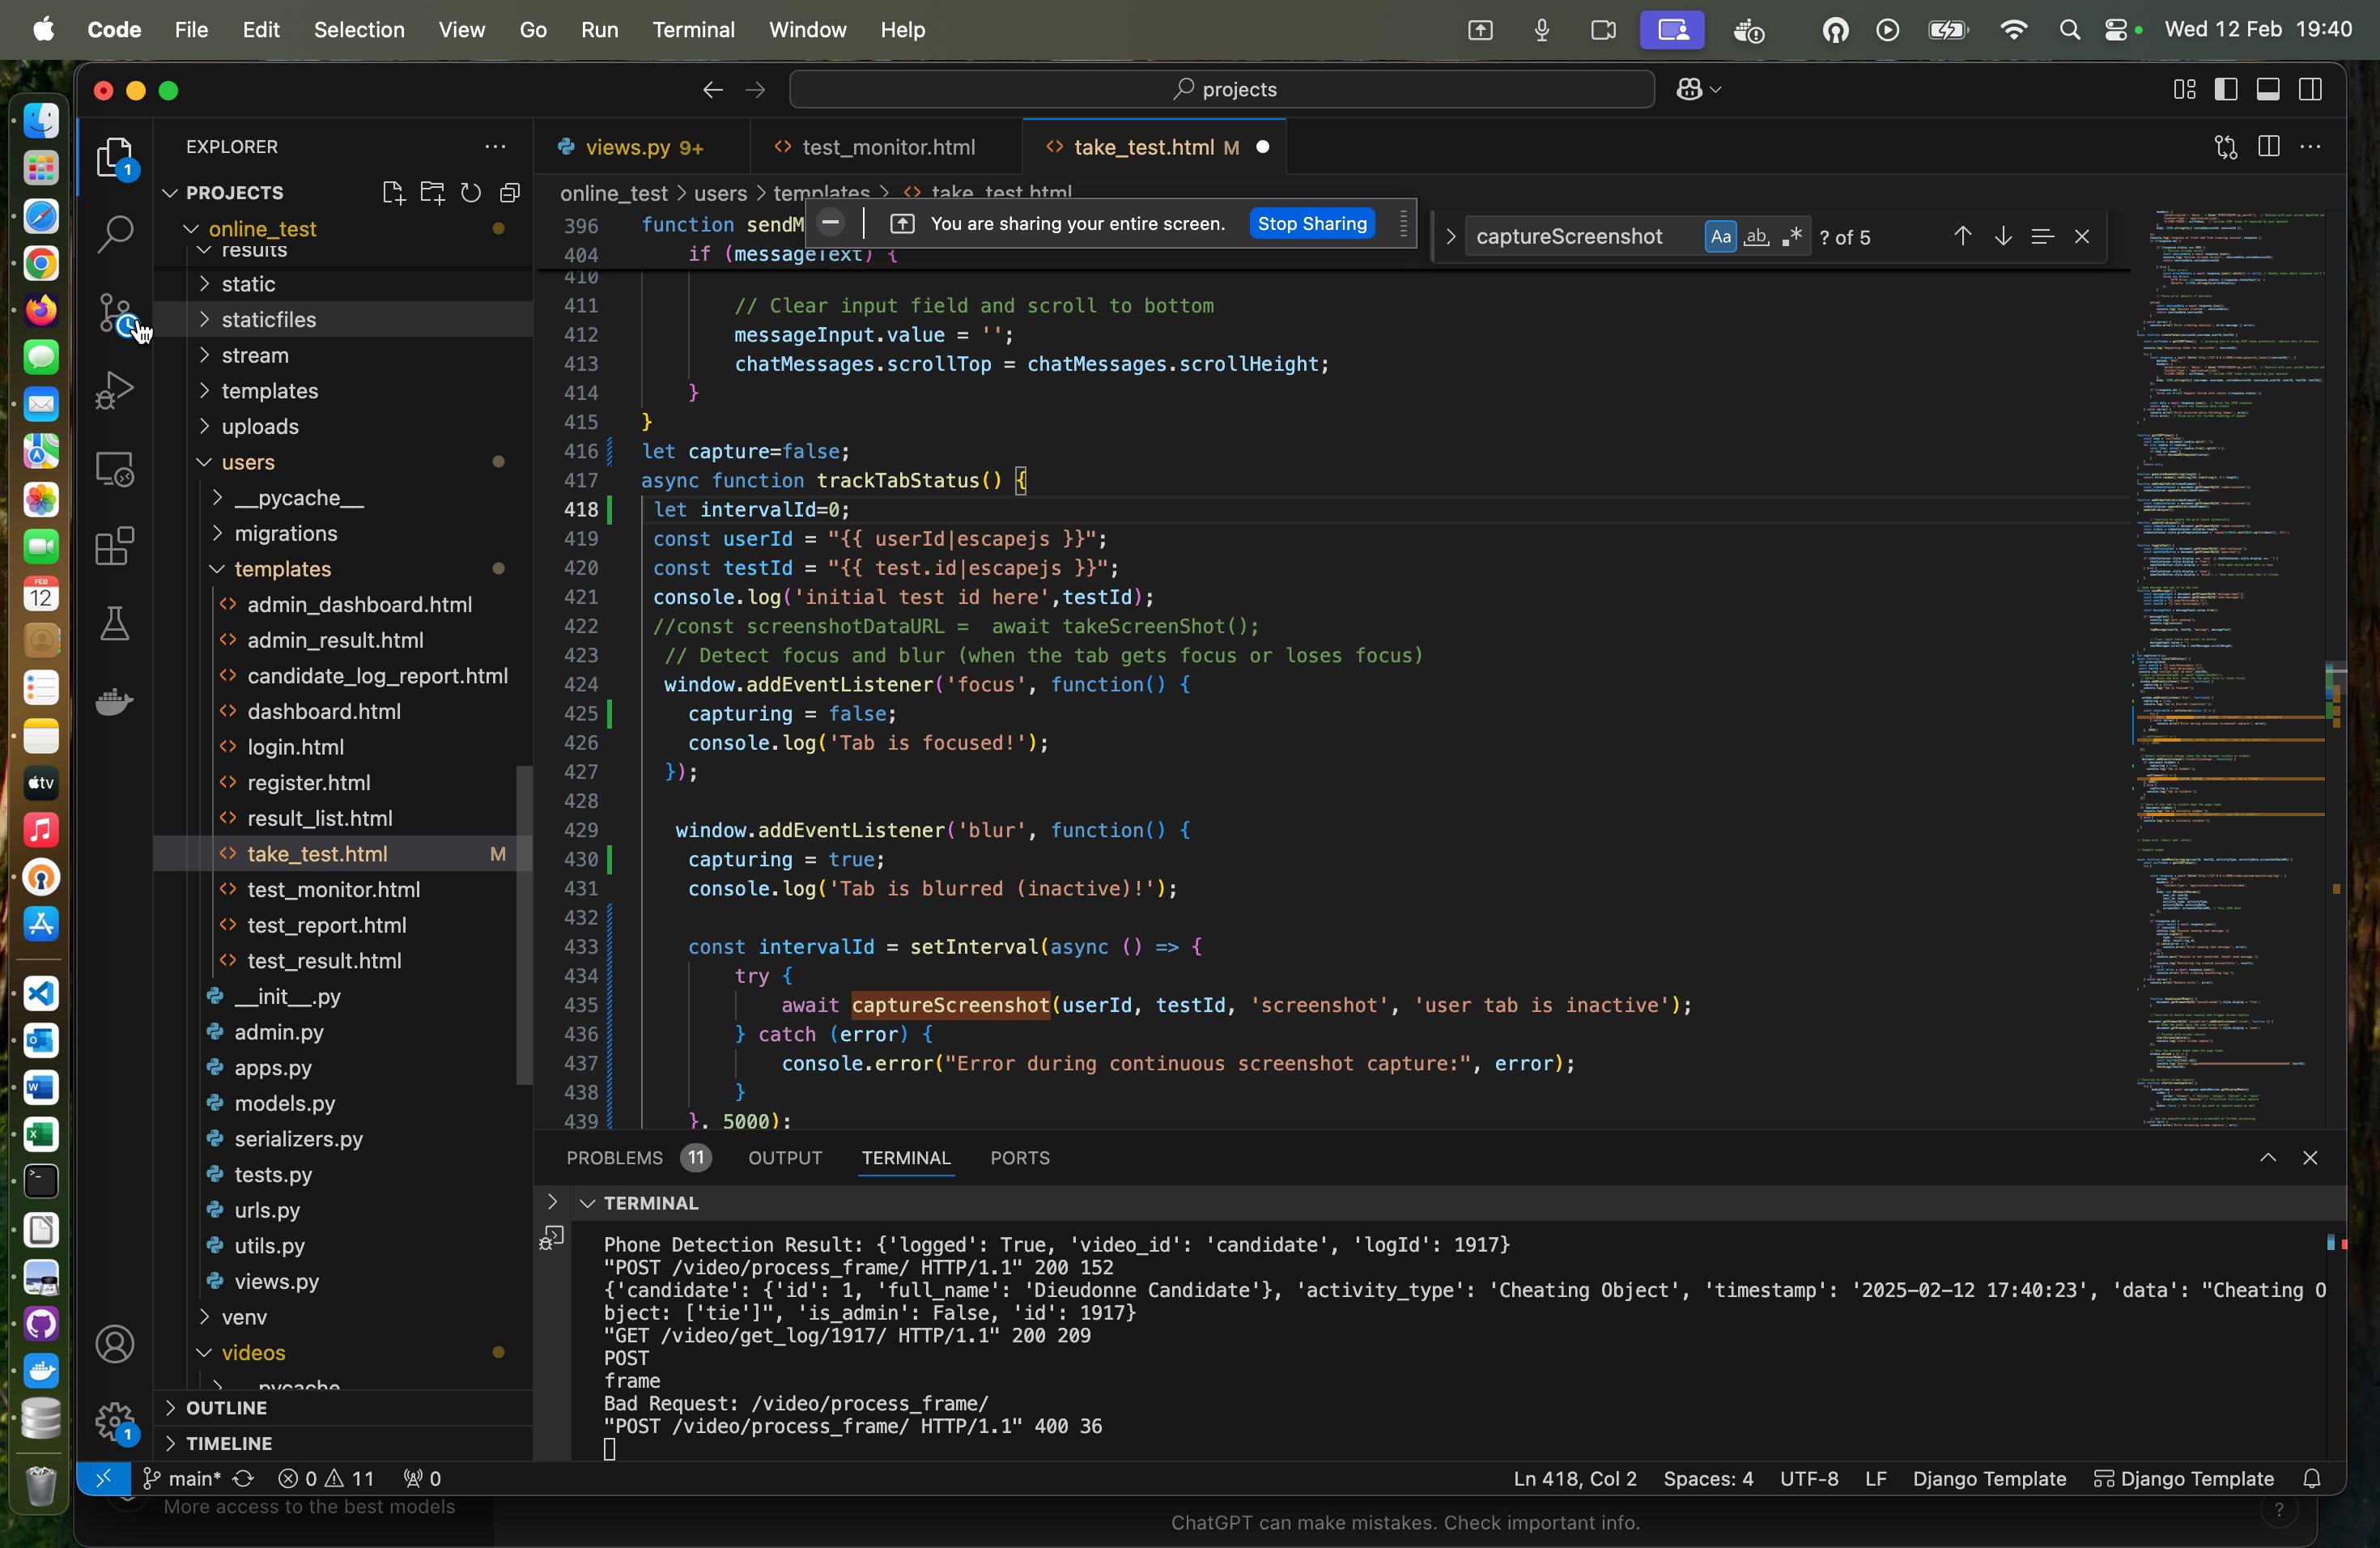 Code File Edit Selection View Go Run Terminal Window Help Wed 12 Feb 19:40
projects
EXPLORER
PROJECTS
online_test
results
static
staticfiles
stream
templates
uploads
users
__pycache__
migrations
templates
admin_dashboard.html
admin_result.html
candidate_log_report.html
dashboard.html
login.html
register.html
result_list.html
take_test.html M
test_monitor.html
test_report.html
test_result.html
__init__.py
admin.py
apps.py
models.py
serializers.py
tests.py
urls.py
utils.py
views.py
venv
videos
__pycache__
OUTLINE
TIMELINE
1
1
FEB
12
tv
views.py 9+ test_monitor.html take_test.html M
online_test > users > templates > take_test.html
You are sharing your entire screen. Stop Sharing
captureScreenshot Aa ab ? of 5
396 function sendM
404 if (messageText) {
410
411 // Clear input field and scroll to bottom
412 messageInput.value = '';
413 chatMessages.scrollTop = chatMessages.scrollHeight;
414 }
415 }
416 let capture=false;
417 async function trackTabStatus() {
418 let intervalId=0;
419 const userId = "{{ userId|escapejs }}";
420 const testId = "{{ test.id|escapejs }}";
421 console.log('initial test id here',testId);
422 //const screenshotDataURL =  await takeScreenShot();
423 // Detect focus and blur (when the tab gets focus or loses focus)
424 window.addEventListener('focus', function() {
425 capturing = false;
426 console.log('Tab is focused!');
427 });
428
429 window.addEventListener('blur', function() {
430 capturing = true;
431 console.log('Tab is blurred (inactive)!');
432
433 const intervalId = setInterval(async () => {
434 try {
435 await captureScreenshot(userId, testId, 'screenshot', 'user tab is inactive');
436 } catch (error) {
437 console.error("Error during continuous screenshot capture:", error);
438 }
439 }, 5000);
PROBLEMS 11 OUTPUT TERMINAL PORTS
TERMINAL
Phone Detection Result: {'logged': True, 'video_id': 'candidate', 'logId': 1917}
"POST /video/process_frame/ HTTP/1.1" 200 152
{'candidate': {'id': 1, 'full_name': 'Dieudonne Candidate'}, 'activity_type': 'Cheating Object', 'timestamp': '2025-02-12 17:40:23', 'data': "Cheating O
bject: ['tie']", 'is_admin': False, 'id': 1917}
"GET /video/get_log/1917/ HTTP/1.1" 200 209
POST
frame
Bad Request: /video/process_frame/
"POST /video/process_frame/ HTTP/1.1" 400 36
main* 0 11 0 Ln 418, Col 2 Spaces: 4 UTF-8 LF Django Template Django Template
More access to the best models
ChatGPT can make mistakes. Check important info.
?